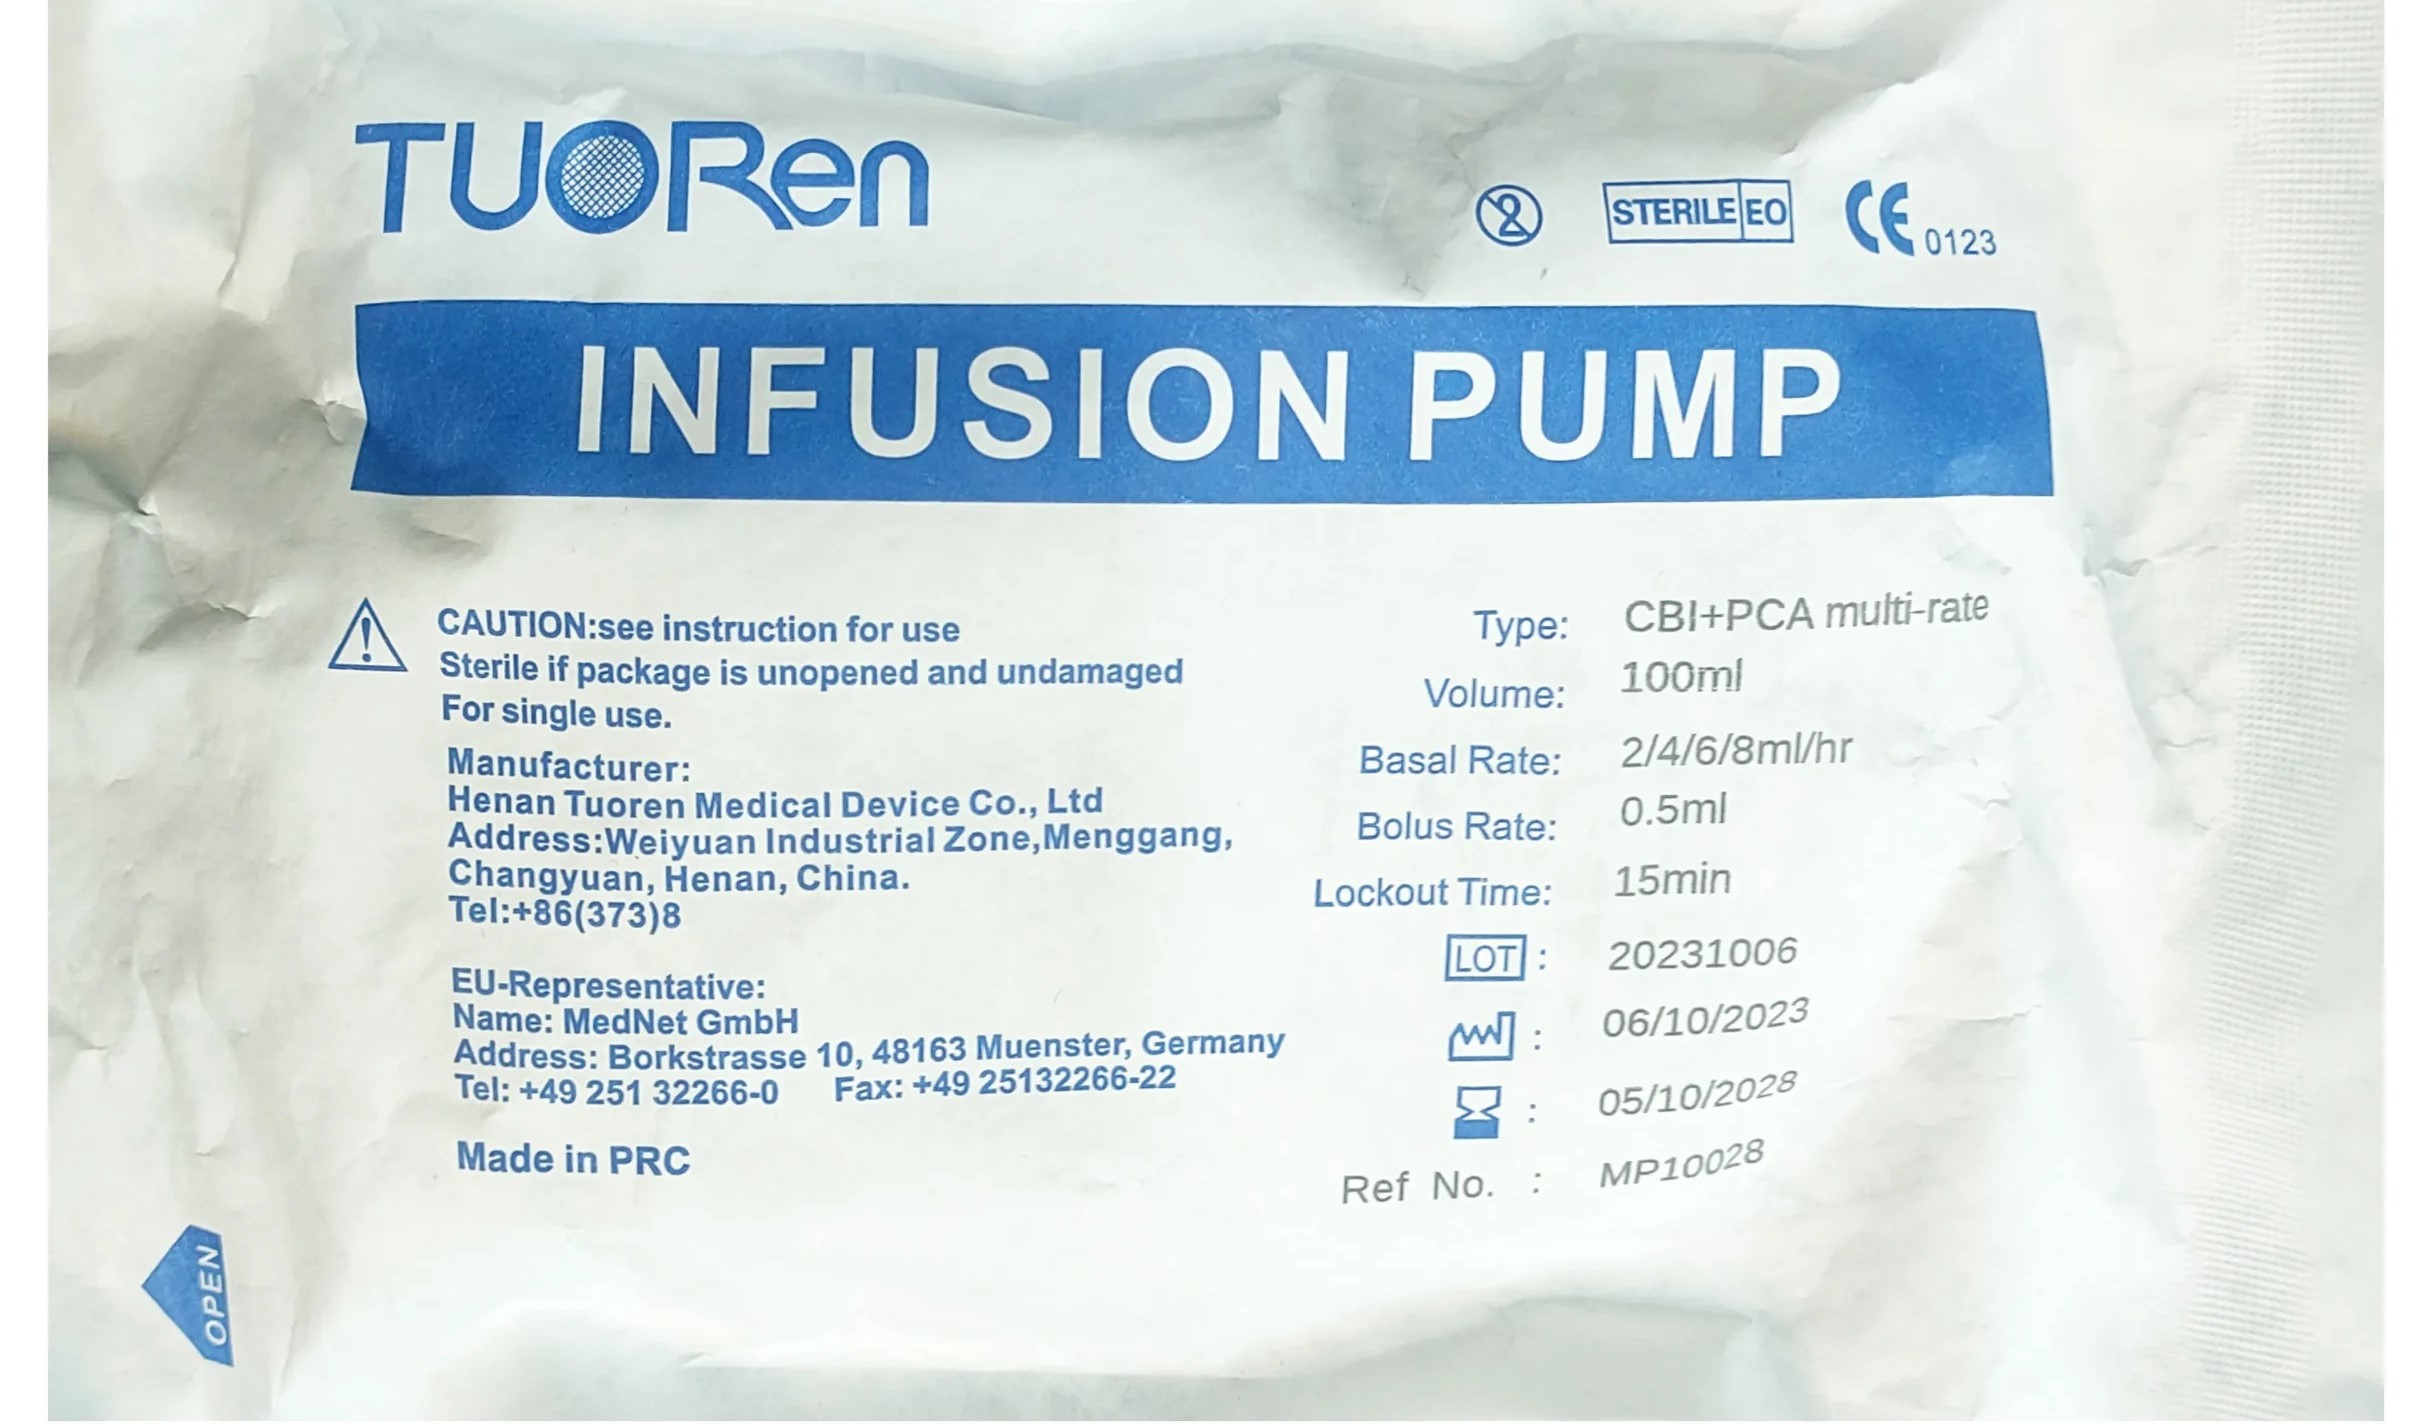 TUORen
STERILE EO
CE 0123
INFUSION PUMP
CAUTION:see instruction for use
Sterile if package is unopened and undamaged
For single use.
Manufacturer:
Henan Tuoren Medical Device Co., Ltd
Address:Weiyuan Industrial Zone,Menggang,
Changyuan, Henan, China.
Tel:+86(373)8
EU-Representative:
Name: MedNet GmbH
Address: Borkstrasse 10, 48163 Muenster, Germany
Tel: +49 251 32266-0 Fax: +49 25132266-22
Made in PRC
Type: CBI+PCA multi-rate
Volume: 100ml
Basal Rate: 2/4/6/8ml/hr
Bolus Rate: 0.5ml
Lockout Time: 15min
LOT : 20231006
: 06/10/2023
: 05/10/2028
Ref No. : MP10028
OPEN